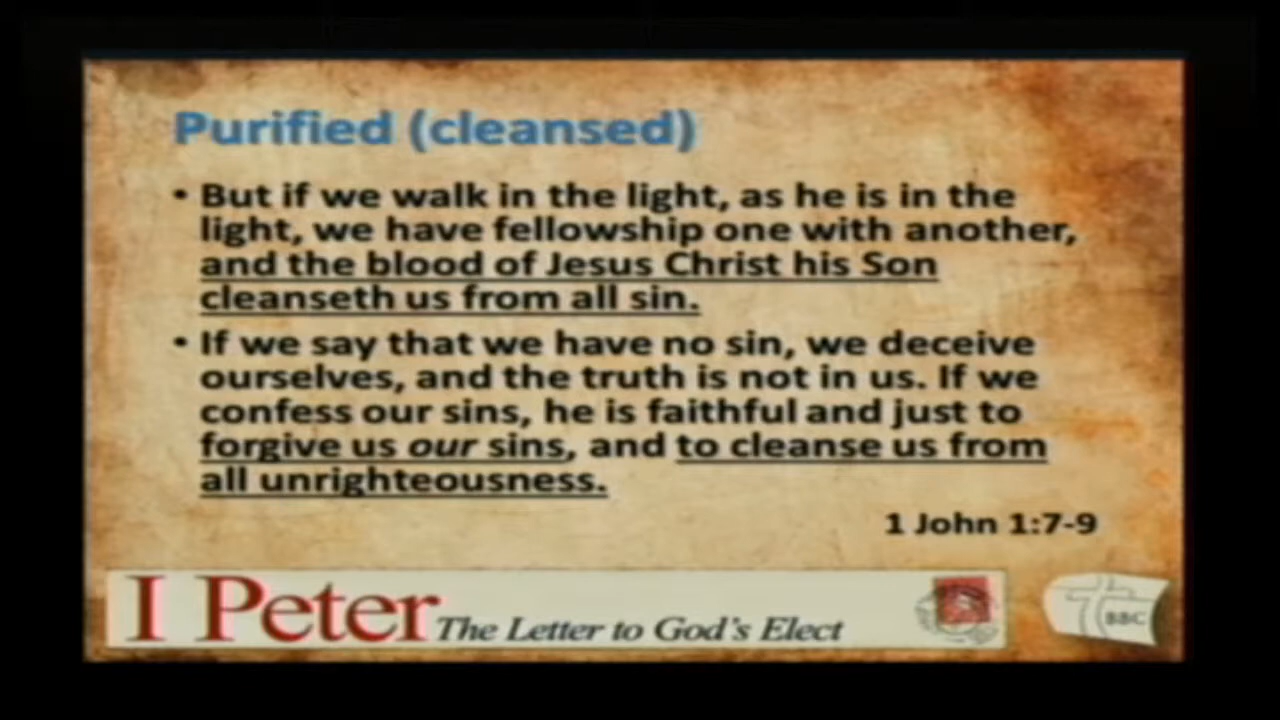 Purified (cleansed)
• But if we walk in the light, as he is in the
light, we have fellowship one with another,
and the blood of Jesus Christ his Son
cleanseth us from all sin.
• If we say that we have no sin, we deceive
ourselves, and the truth is not in us. If we
confess our sins, he is faithful and just to
forgive us our sins, and to cleanse us from
all unrighteousness.
1 John 1:7-9
I Peter The Letter to God's Elect
BBC